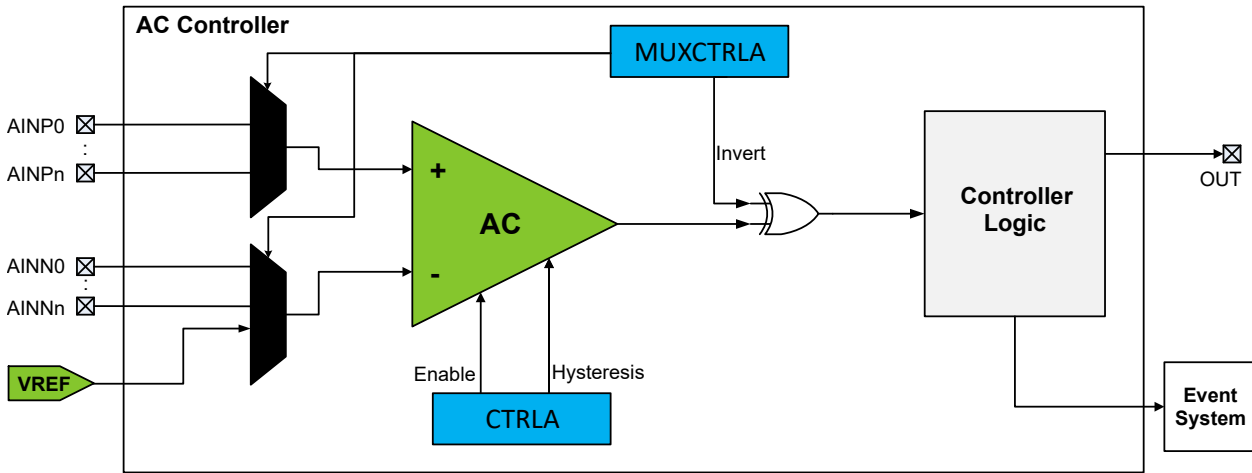 AC Controller
MUXCTRLA
AINP0
:
AINPn
Invert
+
AC
-
Controller
Logic
OUT
AINN0
:
AINNn
VREF
Enable
Hysteresis
CTRLA
Event
System